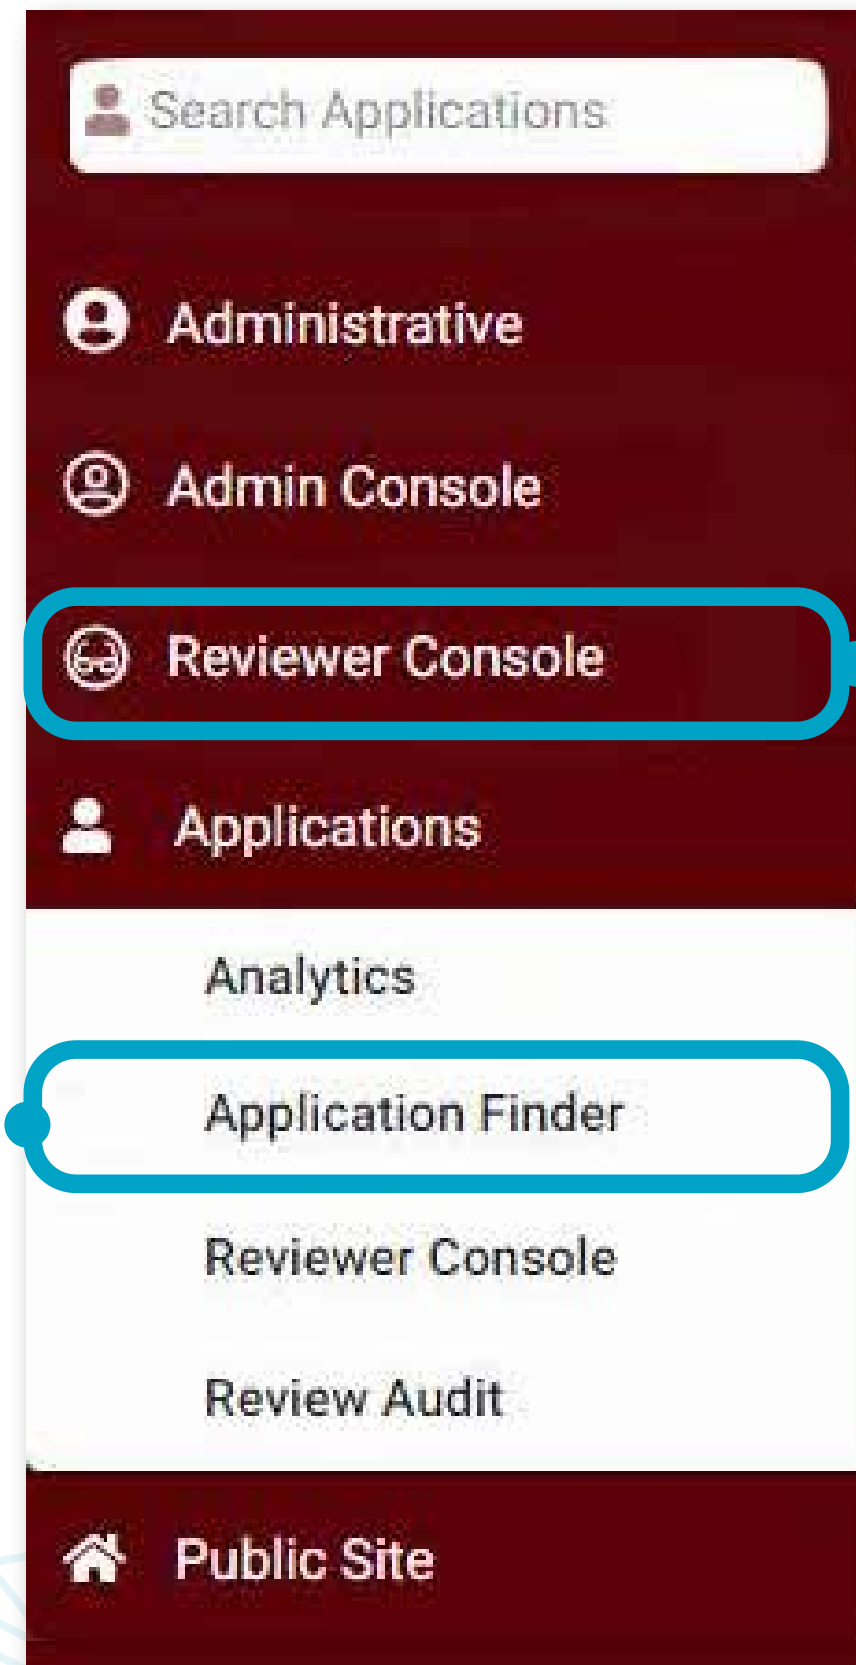 Search Applications
Administrative
Admin Console
Reviewer Console
Applications
Analytics
Application Finder
Reviewer Console
Review Audit
Public Site